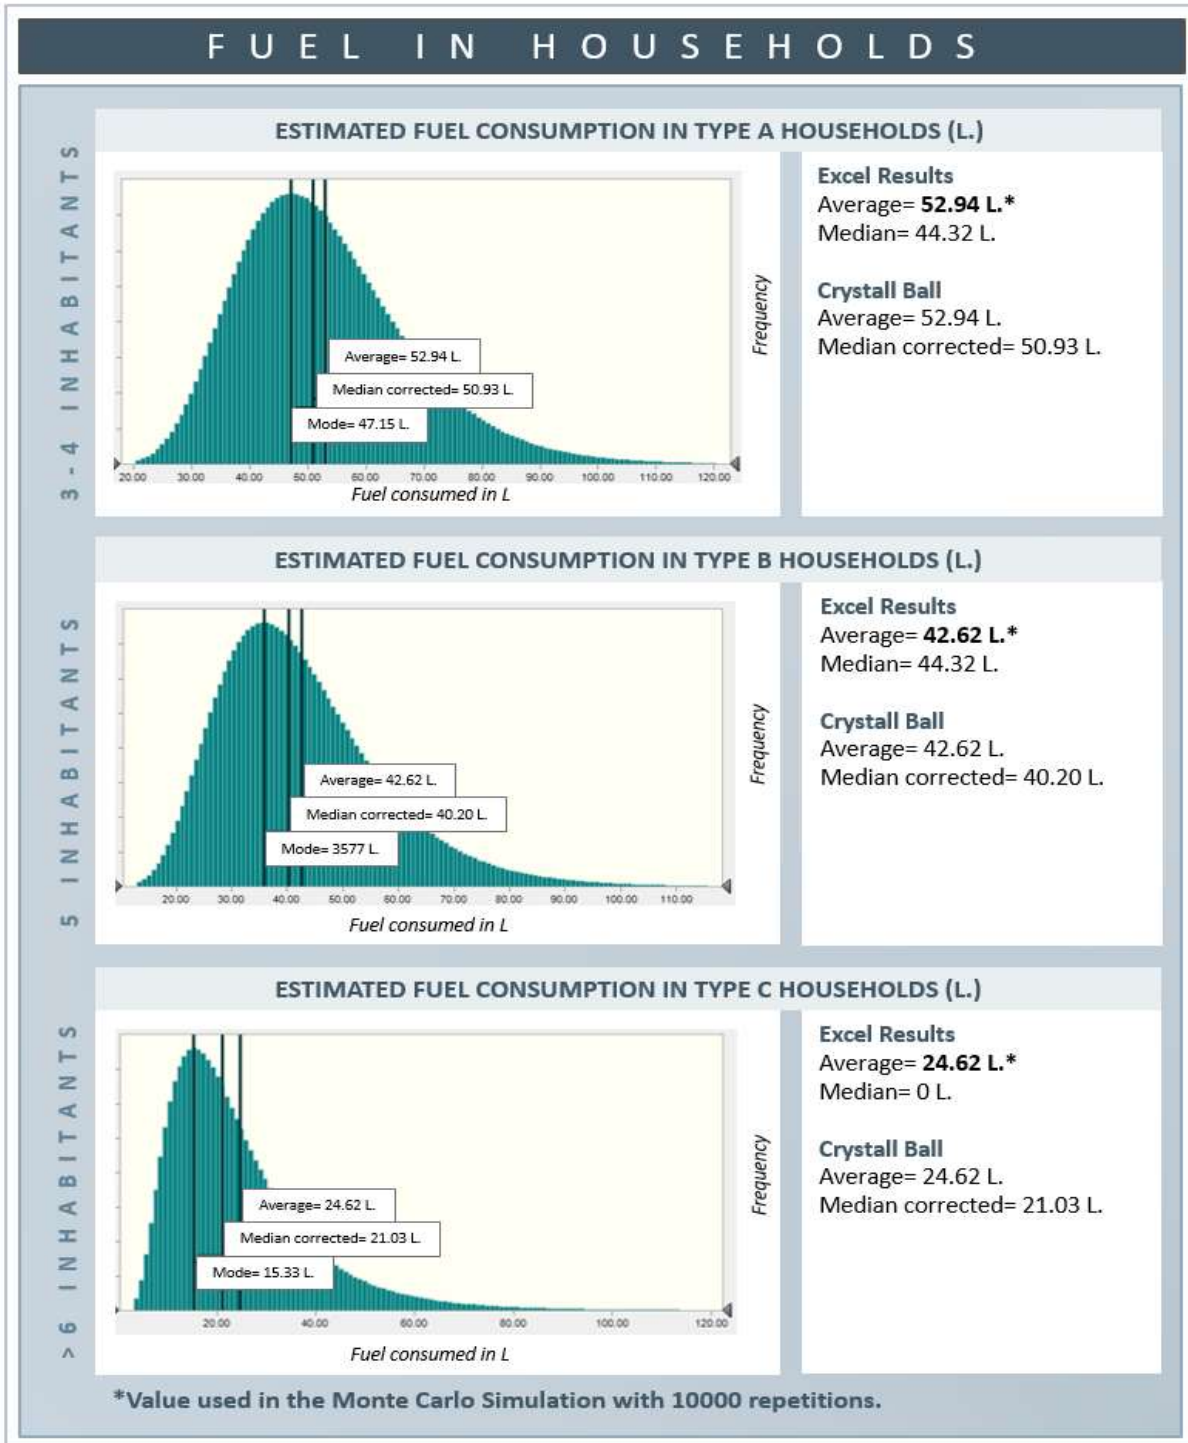 FUEL IN HOUSEHOLDS
3 - 4 INHABITANTS
ESTIMATED FUEL CONSUMPTION IN TYPE A HOUSEHOLDS (L.)
Average= 52.94 L.
Median corrected= 50.93 L.
Mode= 47.15 L.
20.00 30.00 40.00 50.00 60.00 70.00 80.00 90.00 100.00 110.00 120.00
Fuel consumed in L
Frequency
Excel Results
Average= 52.94 L.*
Median= 44.32 L.
Crystall Ball
Average= 52.94 L.
Median corrected= 50.93 L.
5 INHABITANTS
ESTIMATED FUEL CONSUMPTION IN TYPE B HOUSEHOLDS (L.)
Average= 42.62 L.
Median corrected= 40.20 L.
Mode= 3577 L.
20.00 30.00 40.00 50.00 60.00 70.00 80.00 90.00 100.00 110.00
Fuel consumed in L
Frequency
Excel Results
Average= 42.62 L.*
Median= 44.32 L.
Crystall Ball
Average= 42.62 L.
Median corrected= 40.20 L.
>6 INHABITANTS
ESTIMATED FUEL CONSUMPTION IN TYPE C HOUSEHOLDS (L.)
Average= 24.62 L.
Median corrected= 21.03 L.
Mode= 15.33 L.
20.00 40.00 60.00 80.00 100.00 120.00
Fuel consumed in L
Frequency
Excel Results
Average= 24.62 L.*
Median= 0 L.
Crystall Ball
Average= 24.62 L.
Median corrected= 21.03 L.
*Value used in the Monte Carlo Simulation with 10000 repetitions.